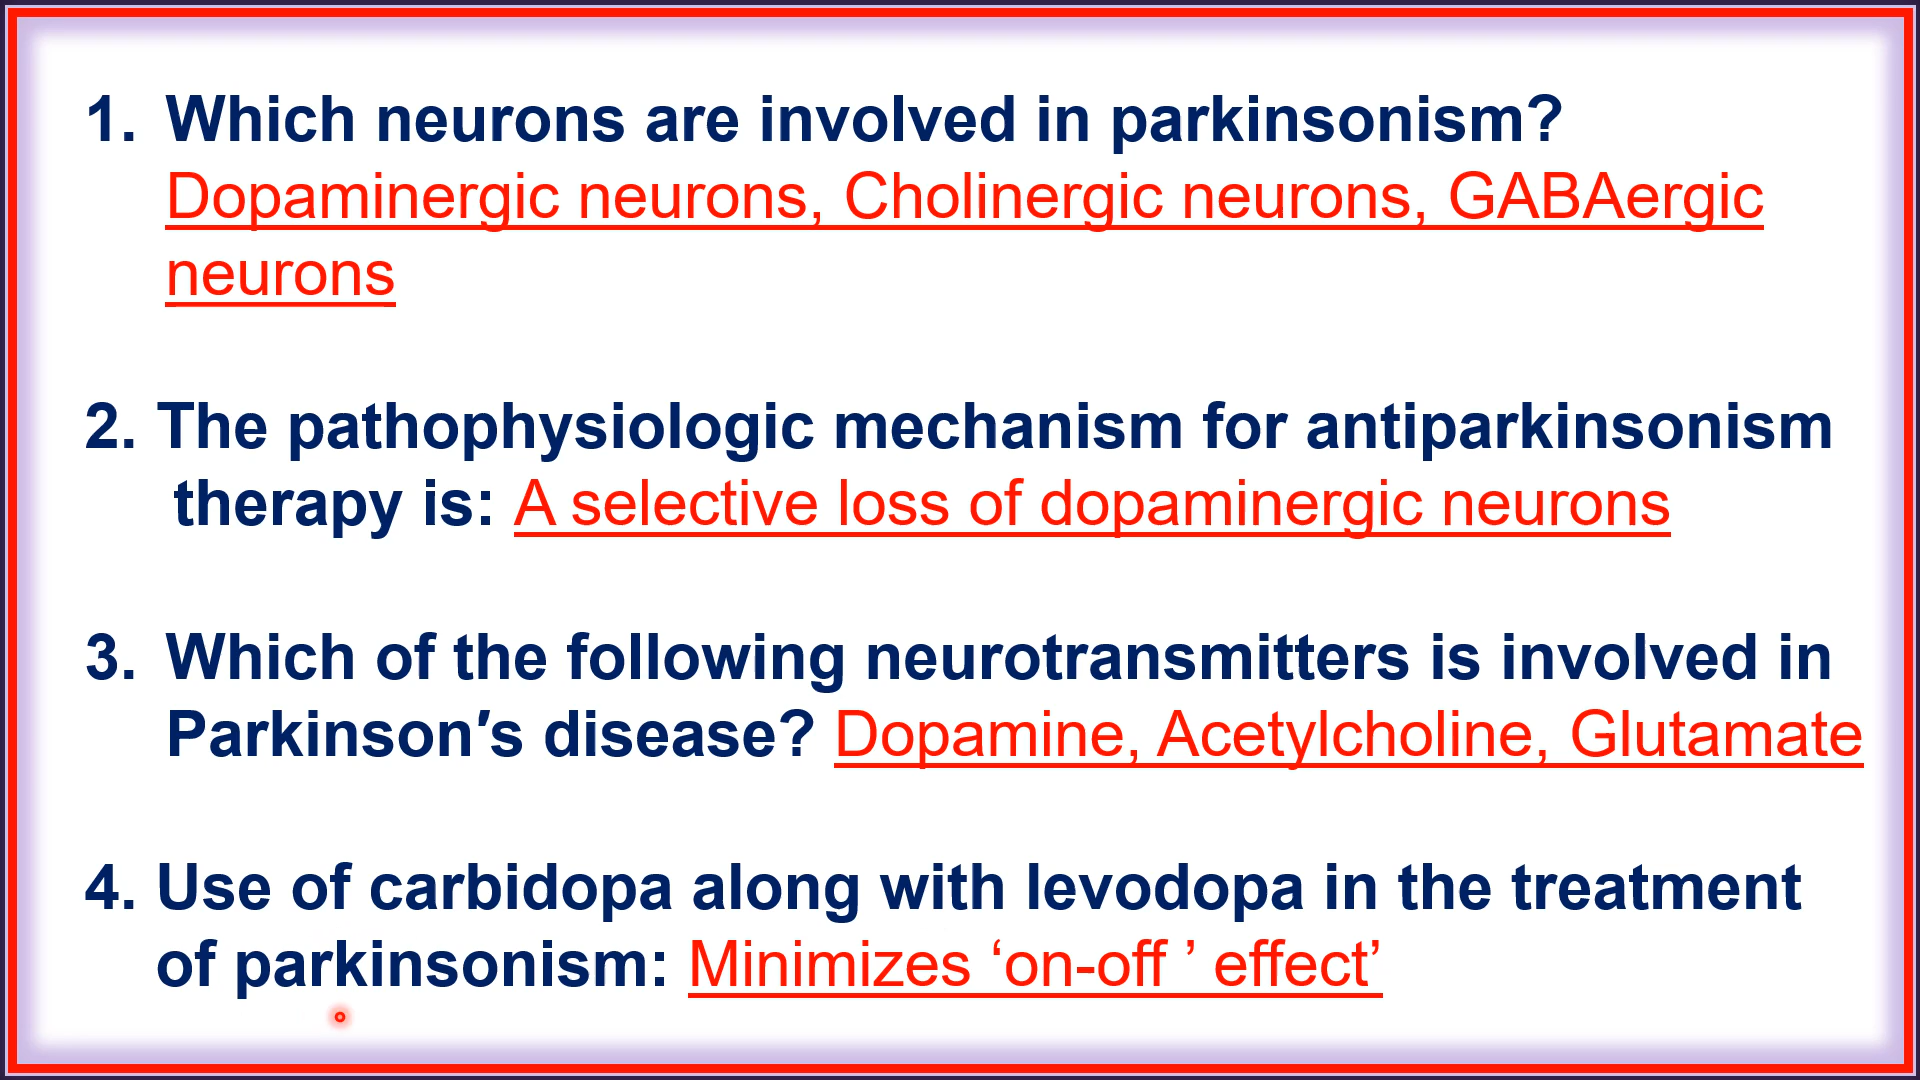 1. Which neurons are involved in parkinsonism?
Dopaminergic neurons, Cholinergic neurons, GABAergic
neurons
2. The pathophysiologic mechanism for antiparkinsonism
therapy is: A selective loss of dopaminergic neurons
3. Which of the following neurotransmitters is involved in
Parkinson′s disease? Dopamine, Acetylcholine, Glutamate
4. Use of carbidopa along with levodopa in the treatment
of parkinsonism: Minimizes ‘on-off ’ effect’